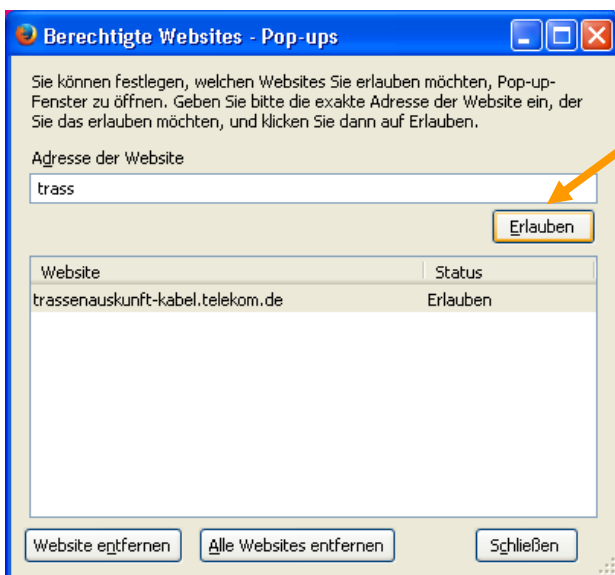 Berechtigte Websites - Pop-ups
Sie können festlegen, welchen Websites Sie erlauben möchten, Pop-up-
Fenster zu öffnen. Geben Sie bitte die exakte Adresse der Website ein, der
Sie das erlauben möchten, und klicken Sie dann auf Erlauben.
Adresse der Website
trass
Erlauben
Website Status
trassenauskunft-kabel.telekom.de Erlauben
Website entfernen Alle Websites entfernen Schließen